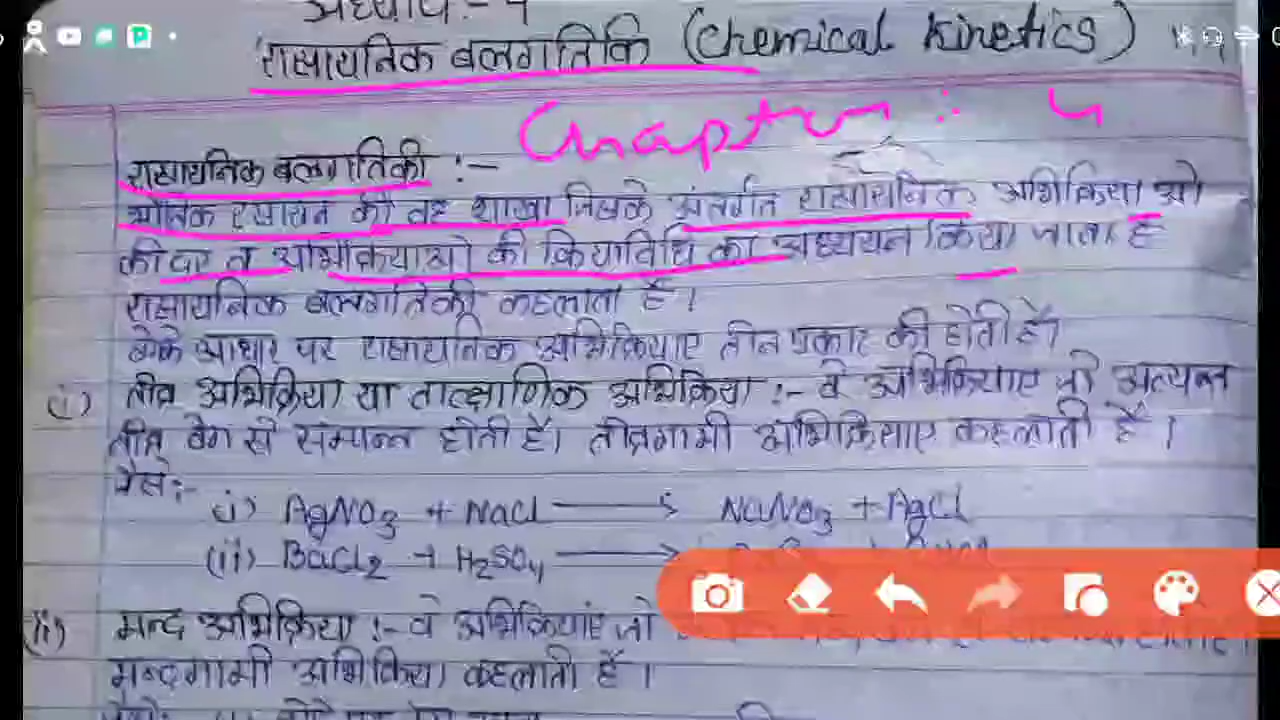 अध्याय:- 4
रासायनिक बलगतिकि (Chemical Kinetics)
Chapter : 4
रासायनिक बलगतिकी :-
भौतिक रसायन की वह शाखा जिसके अंतर्गत रासायनिक अभिक्रिया ओ
की दर व अभिक्रियाओ की क्रियाविधि का अध्ययन किया जाता है
रासायनिक बलगतिकी कहलाता है।
वेगके आधार पर रासायनिक अभिक्रियाए तीन प्रकार की होती है।
(i) तीव्र अभिक्रिया या तात्क्षाणिक अभिक्रिया :- वे अभिक्रियाए जो अत्यन्त
तीव्र वेग से सम्पन्न होती है। तीव्रगामी अभिक्रियाए कहलाती है ।
जैसे:-
(i) AgNO3 + NaCl → NaNO3 + AgCl
(ii) BaCl2 + H2SO4 →
(ii) मन्द अभिक्रिया :- वे अभिक्रियाएं जो
मन्दगामी अभिक्रिया कहलाती है ।
जैसे: